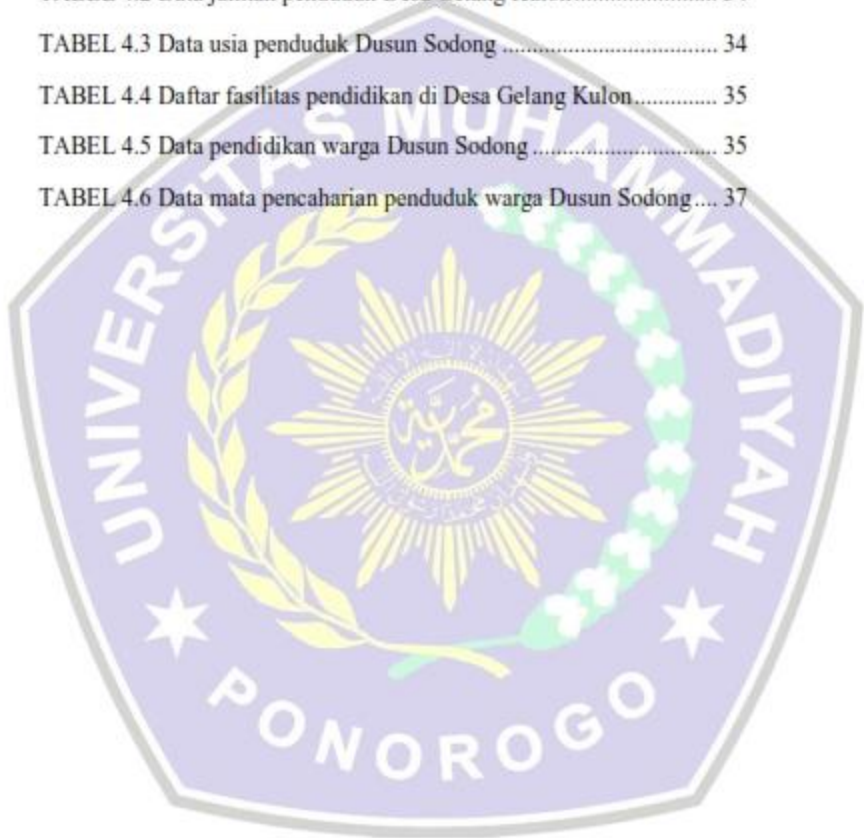 TABEL 4.3 Data usia penduduk Dusun Sodong .................................. 34
TABEL 4.4 Daftar fasilitas pendidikan di Desa Gelang Kulon.............. 35
TABEL 4.5 Data pendidikan warga Dusun Sodong .............................. 35
TABEL 4.6 Data mata pencaharian penduduk warga Dusun Sodong .... 37
UNIVERSITAS MUHAMMADIYAH
محمدية
PONOROGO